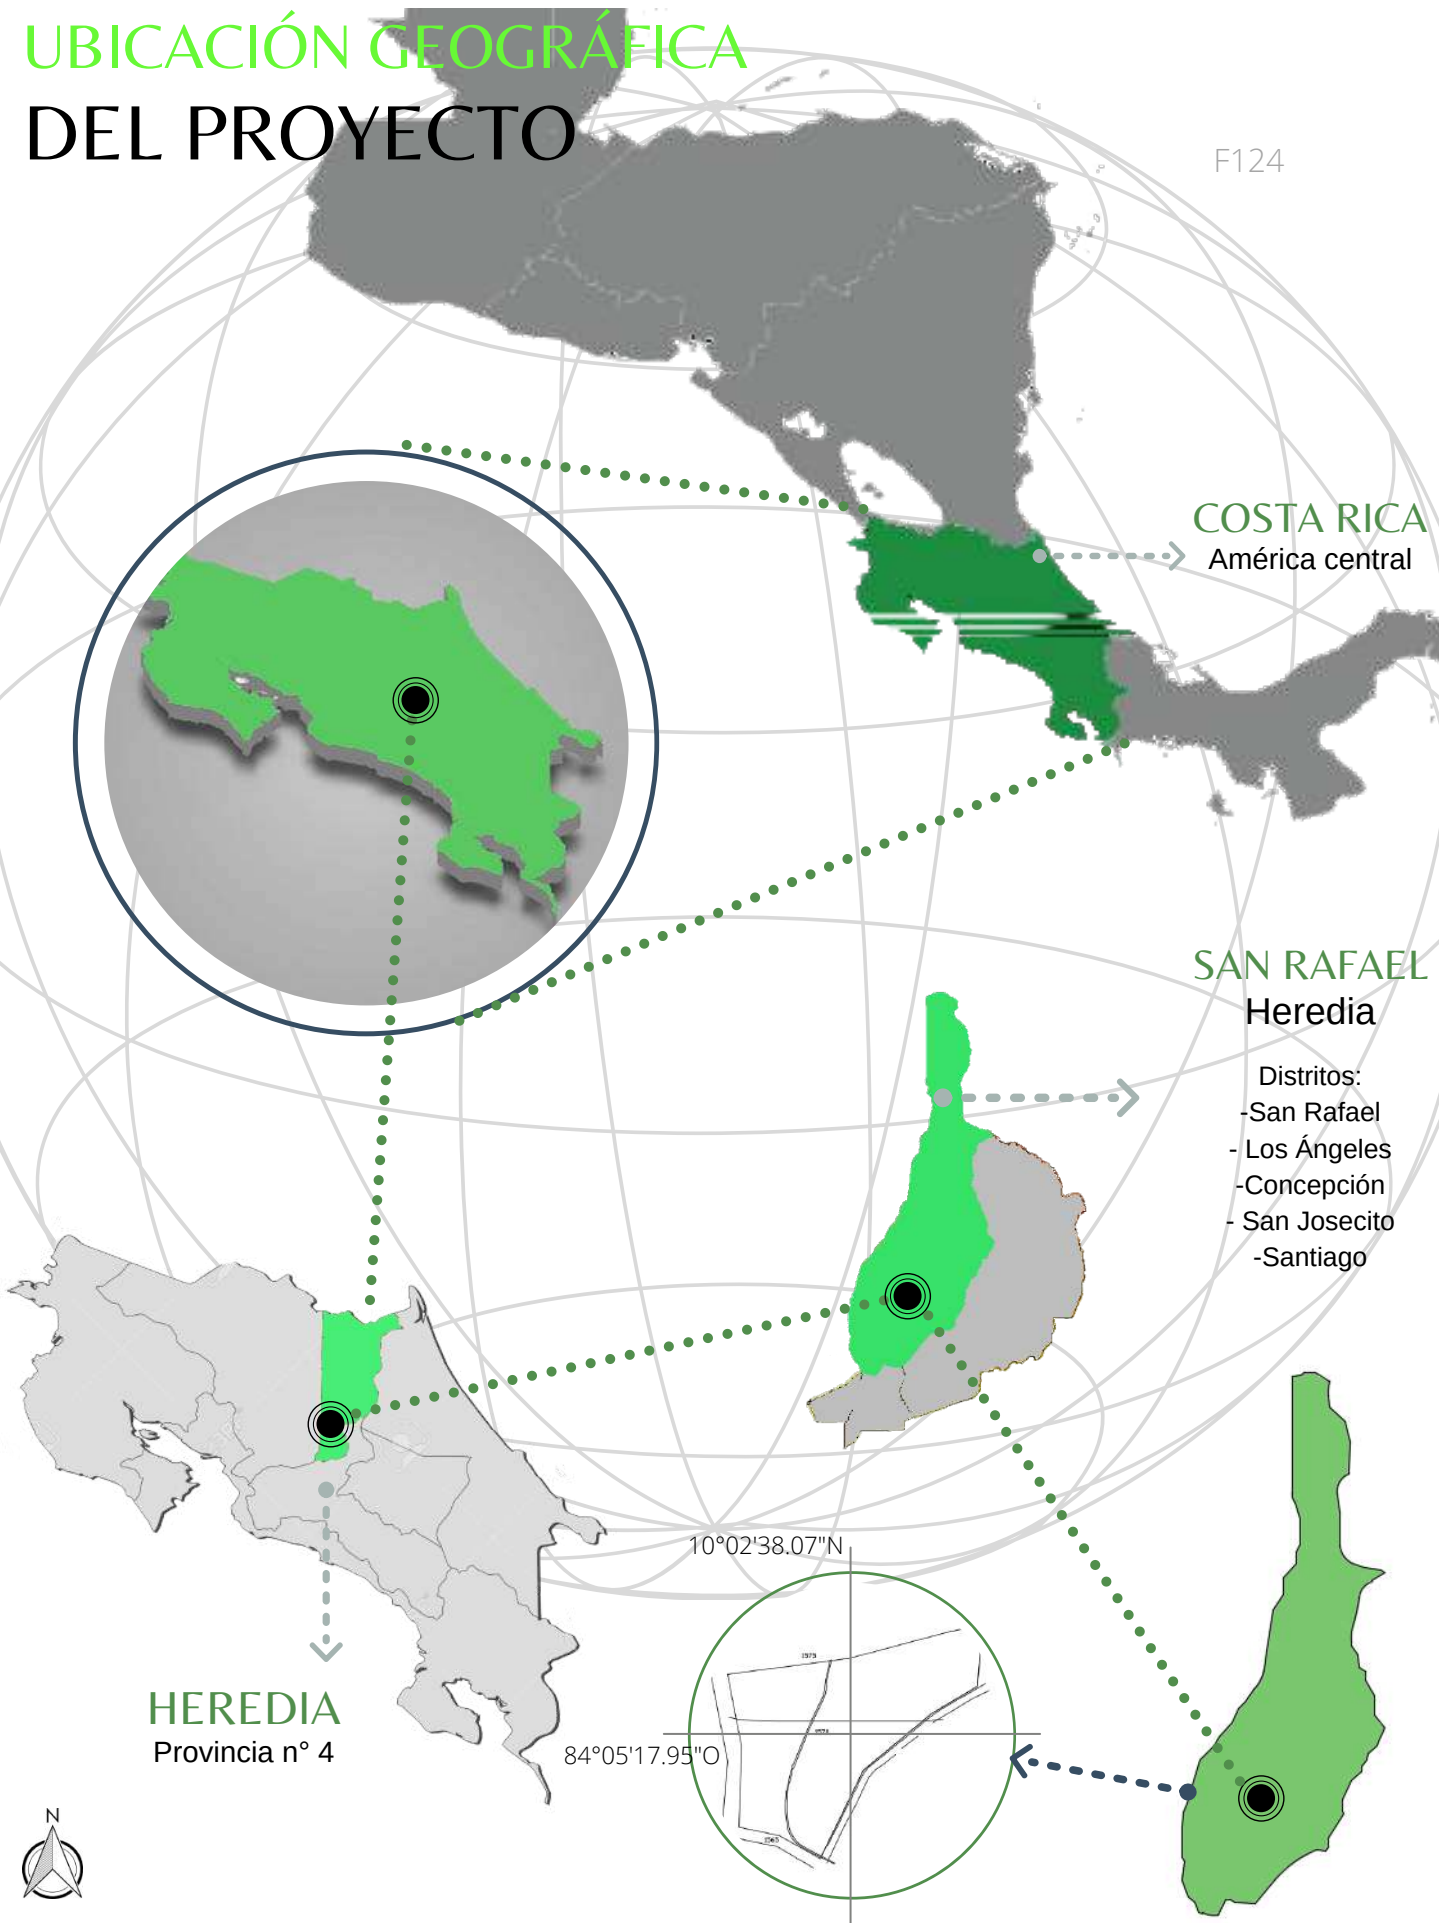 UBICACIÓN GEOGRÁFICA
DEL PROYECTO
F124
COSTA RICA
América central
SAN RAFAEL
Heredia
Distritos:
-San Rafael
- Los Ángeles
-Concepción
- San Josecito
-Santiago
10°02'38.07"N
84°05'17.95"O
HEREDIA
Provincia n° 4
N